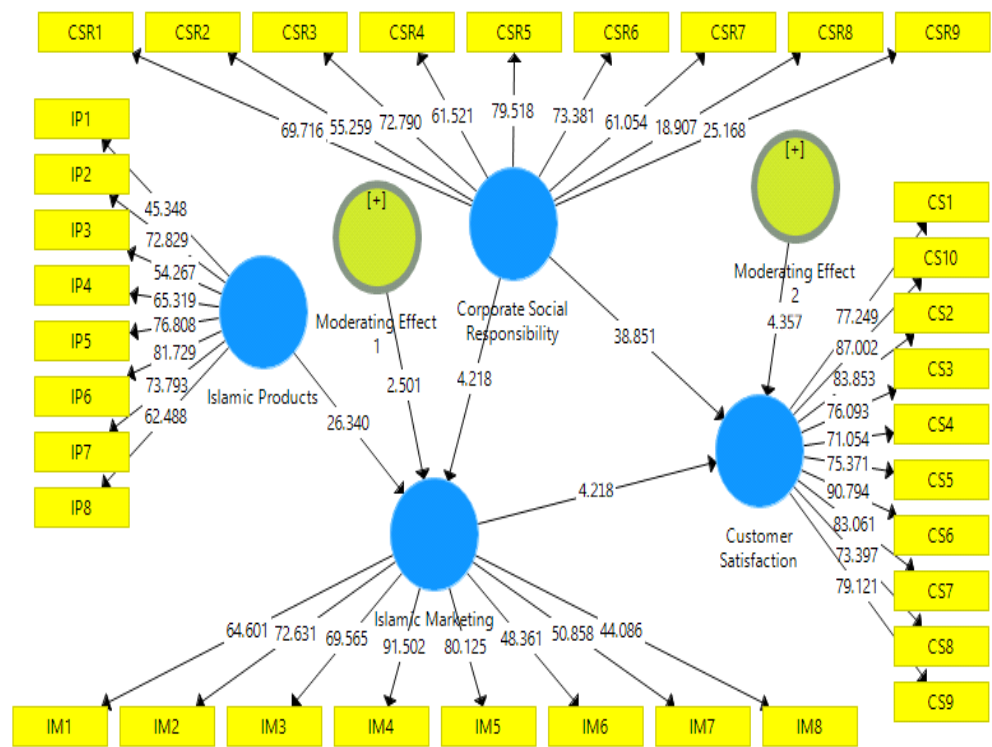 CSR1 CSR2 CSR3 CSR4 CSR5 CSR6 CSR7 CSR8 CSR9
69.716 55.259 72.790 61.521 79.518 73.381 61.054 18.907 25.168
IP1
IP2
IP3
IP4
IP5
IP6
IP7
IP8
45.348
72.829
54.267
65.319
76.808
81.729
73.793
62.488
Islamic Products
[+]
Moderating Effect
1
Corporate Social
Responsibility
[+]
Moderating Effect
2
2.501
4.218
38.851
4.357
26.340
4.218
CS1
CS10
CS2
CS3
CS4
CS5
CS6
CS7
CS8
CS9
77.249
87.002
83.853
76.093
71.054
75.371
90.794
83.061
73.397
79.121
Customer
Satisfaction
Islamic Marketing
64.601 72.631 69.565 91.502 80.125 48.361 50.858 44.086
IM1 IM2 IM3 IM4 IM5 IM6 IM7 IM8